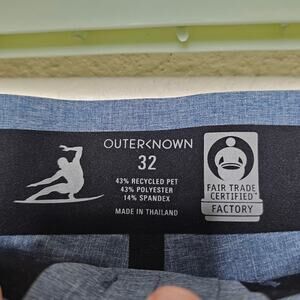 OUTERKNOWN
32
43% RECYCLED PET
43% POLYESTER
14% SPANDEX
MADE IN THAILAND
FAIR TRADE
CERTIFIED
FACTORY